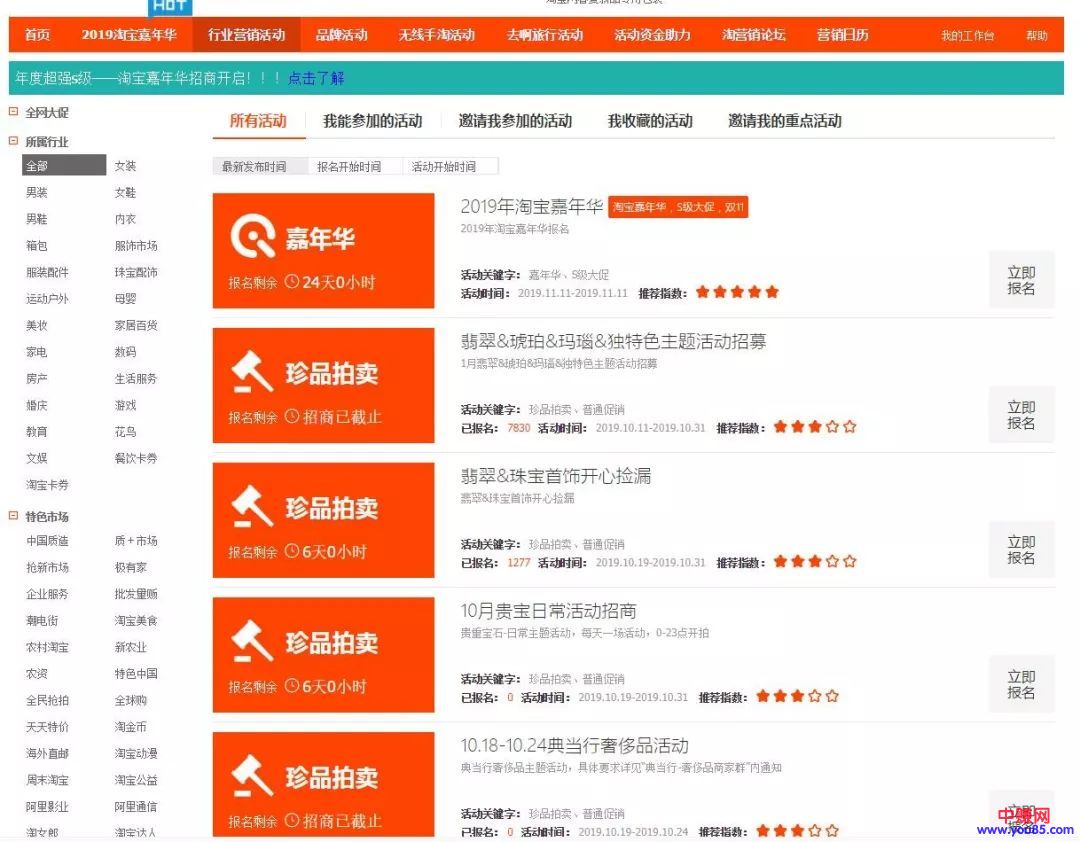 HOT
首页 2019淘宝嘉年华 行业营销活动 品牌活动 无线手淘活动 去啊旅行活动 活动资金助力 淘营销论坛 营销日历 我的工作台 帮助
年度超强s级——淘宝嘉年华招商开启！！！点击了解
全网大促
所属行业
全部 女装
男装 女鞋
男鞋 内衣
箱包 服饰市场
服装配件 珠宝配饰
运动户外 母婴
美妆 家居百货
家电 数码
房产 生活服务
婚庆 游戏
教育 花鸟
文娱 餐饮卡券
淘宝卡券
特色市场
中国质造 质+市场
抢新市场 极有家
企业服务 批发量贩
潮电街 淘宝美食
农村淘宝 新农业
农资 特色中国
全民抢拍 全球购
天天特价 淘金币
海外直邮 淘宝动漫
周末淘宝 淘宝公益
阿里影业 阿里通信
淘女郎 淘宝达人
所有活动 我能参加的活动 邀请我参加的活动 我收藏的活动 邀请我的重点活动
最新发布时间 报名开始时间 活动开始时间
嘉年华
报名剩余 24天0小时
2019年淘宝嘉年华 淘宝嘉年华，S级大促，双11
2019年淘宝嘉年华报名
活动关键字： 嘉年华、S级大促
活动时间： 2019.11.11-2019.11.11 推荐指数：
立即
报名
珍品拍卖
报名剩余 招商已截止
翡翠&琥珀&玛瑙&独特色主题活动招募
1月翡翠&琥珀&玛瑙&独特色主题活动招募
活动关键字： 珍品拍卖、普通促销
已报名： 7830 活动时间： 2019.10.11-2019.10.31 推荐指数：
立即
报名
珍品拍卖
报名剩余 6天0小时
翡翠&珠宝首饰开心捡漏
翡翠&珠宝首饰开心捡漏
活动关键字： 珍品拍卖、普通促销
已报名： 1277 活动时间： 2019.10.19-2019.10.31 推荐指数：
立即
报名
珍品拍卖
报名剩余 6天0小时
10月贵宝日常活动招商
贵重宝石-日常主题活动，每天一场活动，0-23点开拍
活动关键字： 珍品拍卖、普通促销
已报名： 0 活动时间： 2019.10.19-2019.10.31 推荐指数：
立即
报名
珍品拍卖
报名剩余 招商已截止
10.18-10.24典当行奢侈品活动
典当行奢侈品主题活动，具体要求详见“典当行-奢侈品商家群”内通知
活动关键字： 珍品拍卖、普通促销
已报名： 0 活动时间： 2019.10.19-2019.10.24 推荐指数：
立即
中赚网
www.you85.com